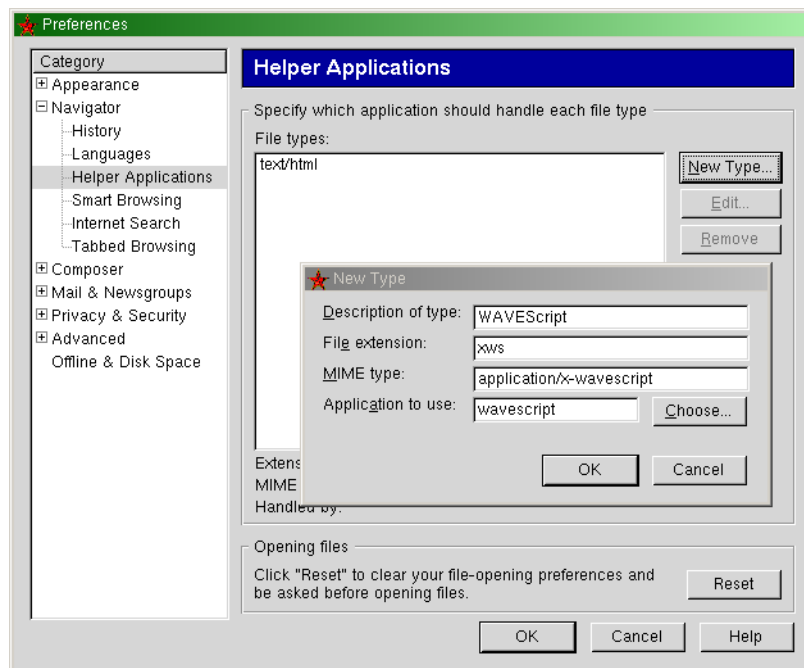 Preferences
Category
Appearance
Navigator
History
Languages
Helper Applications
Smart Browsing
Internet Search
Tabbed Browsing
Composer
Mail & Newsgroups
Privacy & Security
Advanced
Offline & Disk Space
Helper Applications
Specify which application should handle each file type
File types:
text/html
New Type...
Edit...
Remove
New Type
Description of type: WAVEScript
File extension: xws
MIME type: application/x-wavescript
Application to use: wavescript Choose...
OK Cancel
Extens
MIME
Handled by:
Opening files
Click "Reset" to clear your file-opening preferences and
be asked before opening files.
Reset
OK Cancel Help